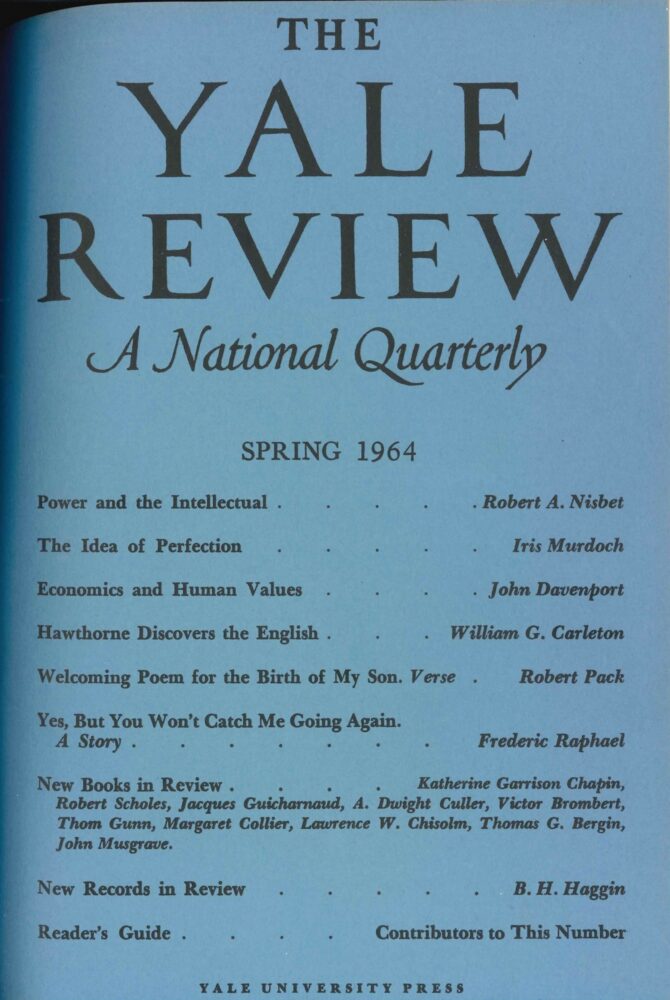 THE
YALE
REVIEW
A National Quarterly
SPRING 1964
Power and the Intellectual . . . . . Robert A. Nisbet
The Idea of Perfection . . . . . Iris Murdoch
Economics and Human Values . . . . John Davenport
Hawthorne Discovers the English . . . William G. Carleton
Welcoming Poem for the Birth of My Son. Verse . Robert Pack
Yes, But You Won't Catch Me Going Again.
A Story . . . . . . . Frederic Raphael
New Books in Review . . . . Katherine Garrison Chapin,
Robert Scholes, Jacques Guicharnaud, A. Dwight Culler, Victor Brombert,
Thom Gunn, Margaret Collier, Lawrence W. Chisolm, Thomas G. Bergin,
John Musgrave.
New Records in Review . . . . . B. H. Haggin
Reader's Guide . . . . Contributors to This Number
YALE UNIVERSITY PRESS